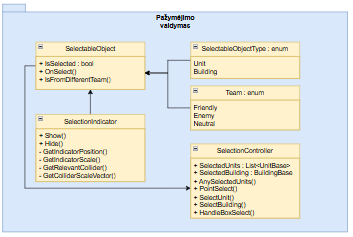 Pažymėjimo
valdymas
SelectableObject
+ IsSelected : bool
+ OnSelect()
+ IsFromDifferentTeam()
SelectableObjectType : enum
Unit
Building
Team : enum
Friendly
Enemy
Neutral
SelectionIndicator
+ Show()
+ Hide()
- GetIndicatorPosition()
- GetIndicatorScale()
- GetRelevantCollider()
- GetColliderScaleVector()
SelectionController
+ SelectedUnits : List<UnitBase>
+ SelectedBuilding : BuildingBase
+ AnySelectedUnits()
+ PointSelect()
+ SelectUnit()
+ SelectBuilding()
+ HandleBoxSelect()